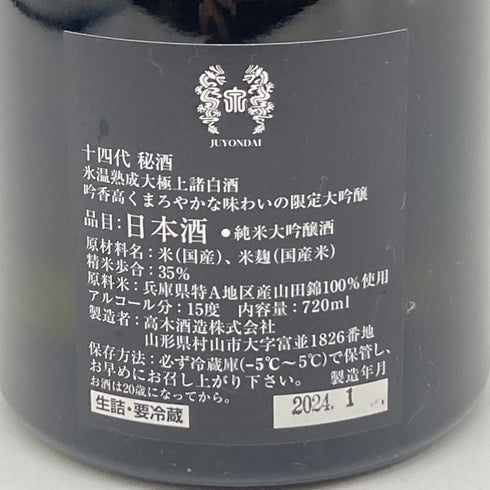 JUYONDAI
十四代 秘酒
氷温熟成大極上諸白酒
吟香高くまろやかな味わいの限定大吟醸
品目：日本酒 ●純米大吟醸酒
原材料名：米（国産）、米麹（国産米）
精米歩合：35%
原料米：兵庫県特A地区産山田錦100%使用
アルコール分：15度 内容量：720ml
製造者：高木酒造株式会社
山形県村山市大字富並1826番地
保存方法：必ず冷蔵庫（-5℃～5℃）で保管し、
お早めにお召し上がり下さい。 製造年月
お酒は20歳になってから。
生詰・要冷蔵 2024. 1